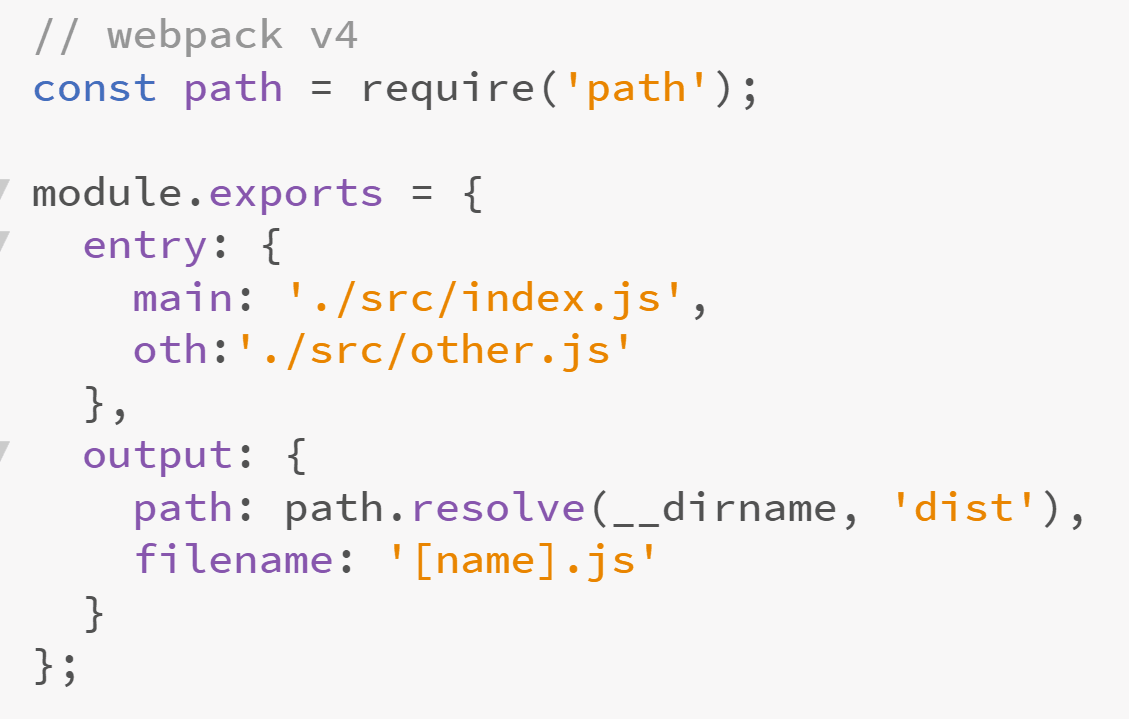 // webpack v4
const path = require('path');
module.exports = {
entry: {
main: './src/index.js',
oth:'./src/other.js'
},
output: {
path: path.resolve(__dirname, 'dist'),
filename: '[name].js'
}
};